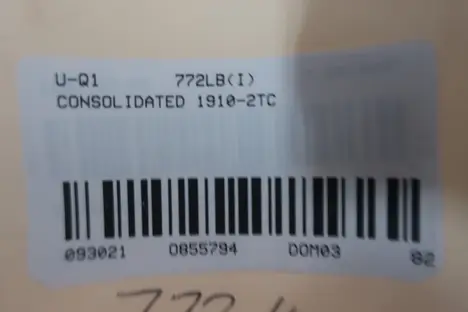 U-Q1 772LB(I)
CONSOLIDATED 1910-2TC
093021 0855794 DOM03 82